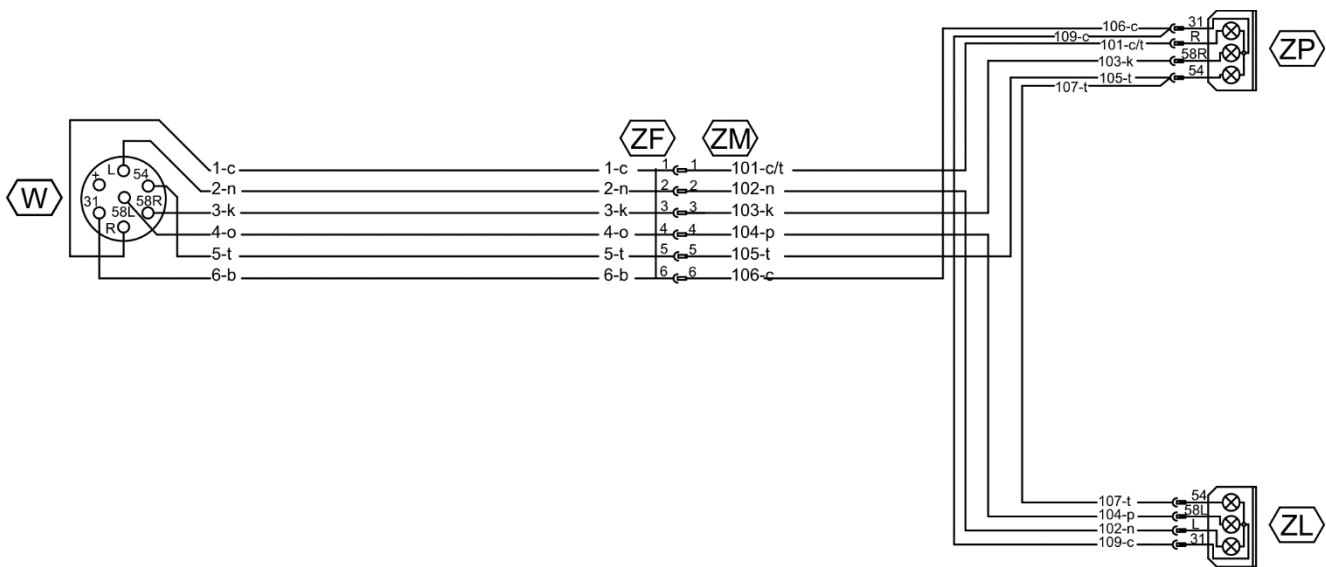 106-c 31
109-c R
101-c/t
58R
103-k
105-t 54
107-t
ZP
ZF ZM
W
L 54
+
31 58L 58R
R
1-c 1-c 1 1 101-c/t
2-n 2-n 2 2 102-n
3-k 3-k 3 3 103-k
4-o 4-o 4 4 104-p
5-t 5-t 5 5 105-t
6-b 6-b 6 6 106-c
107-t 54
104-p 58L
102-n L
109-c 31
ZL